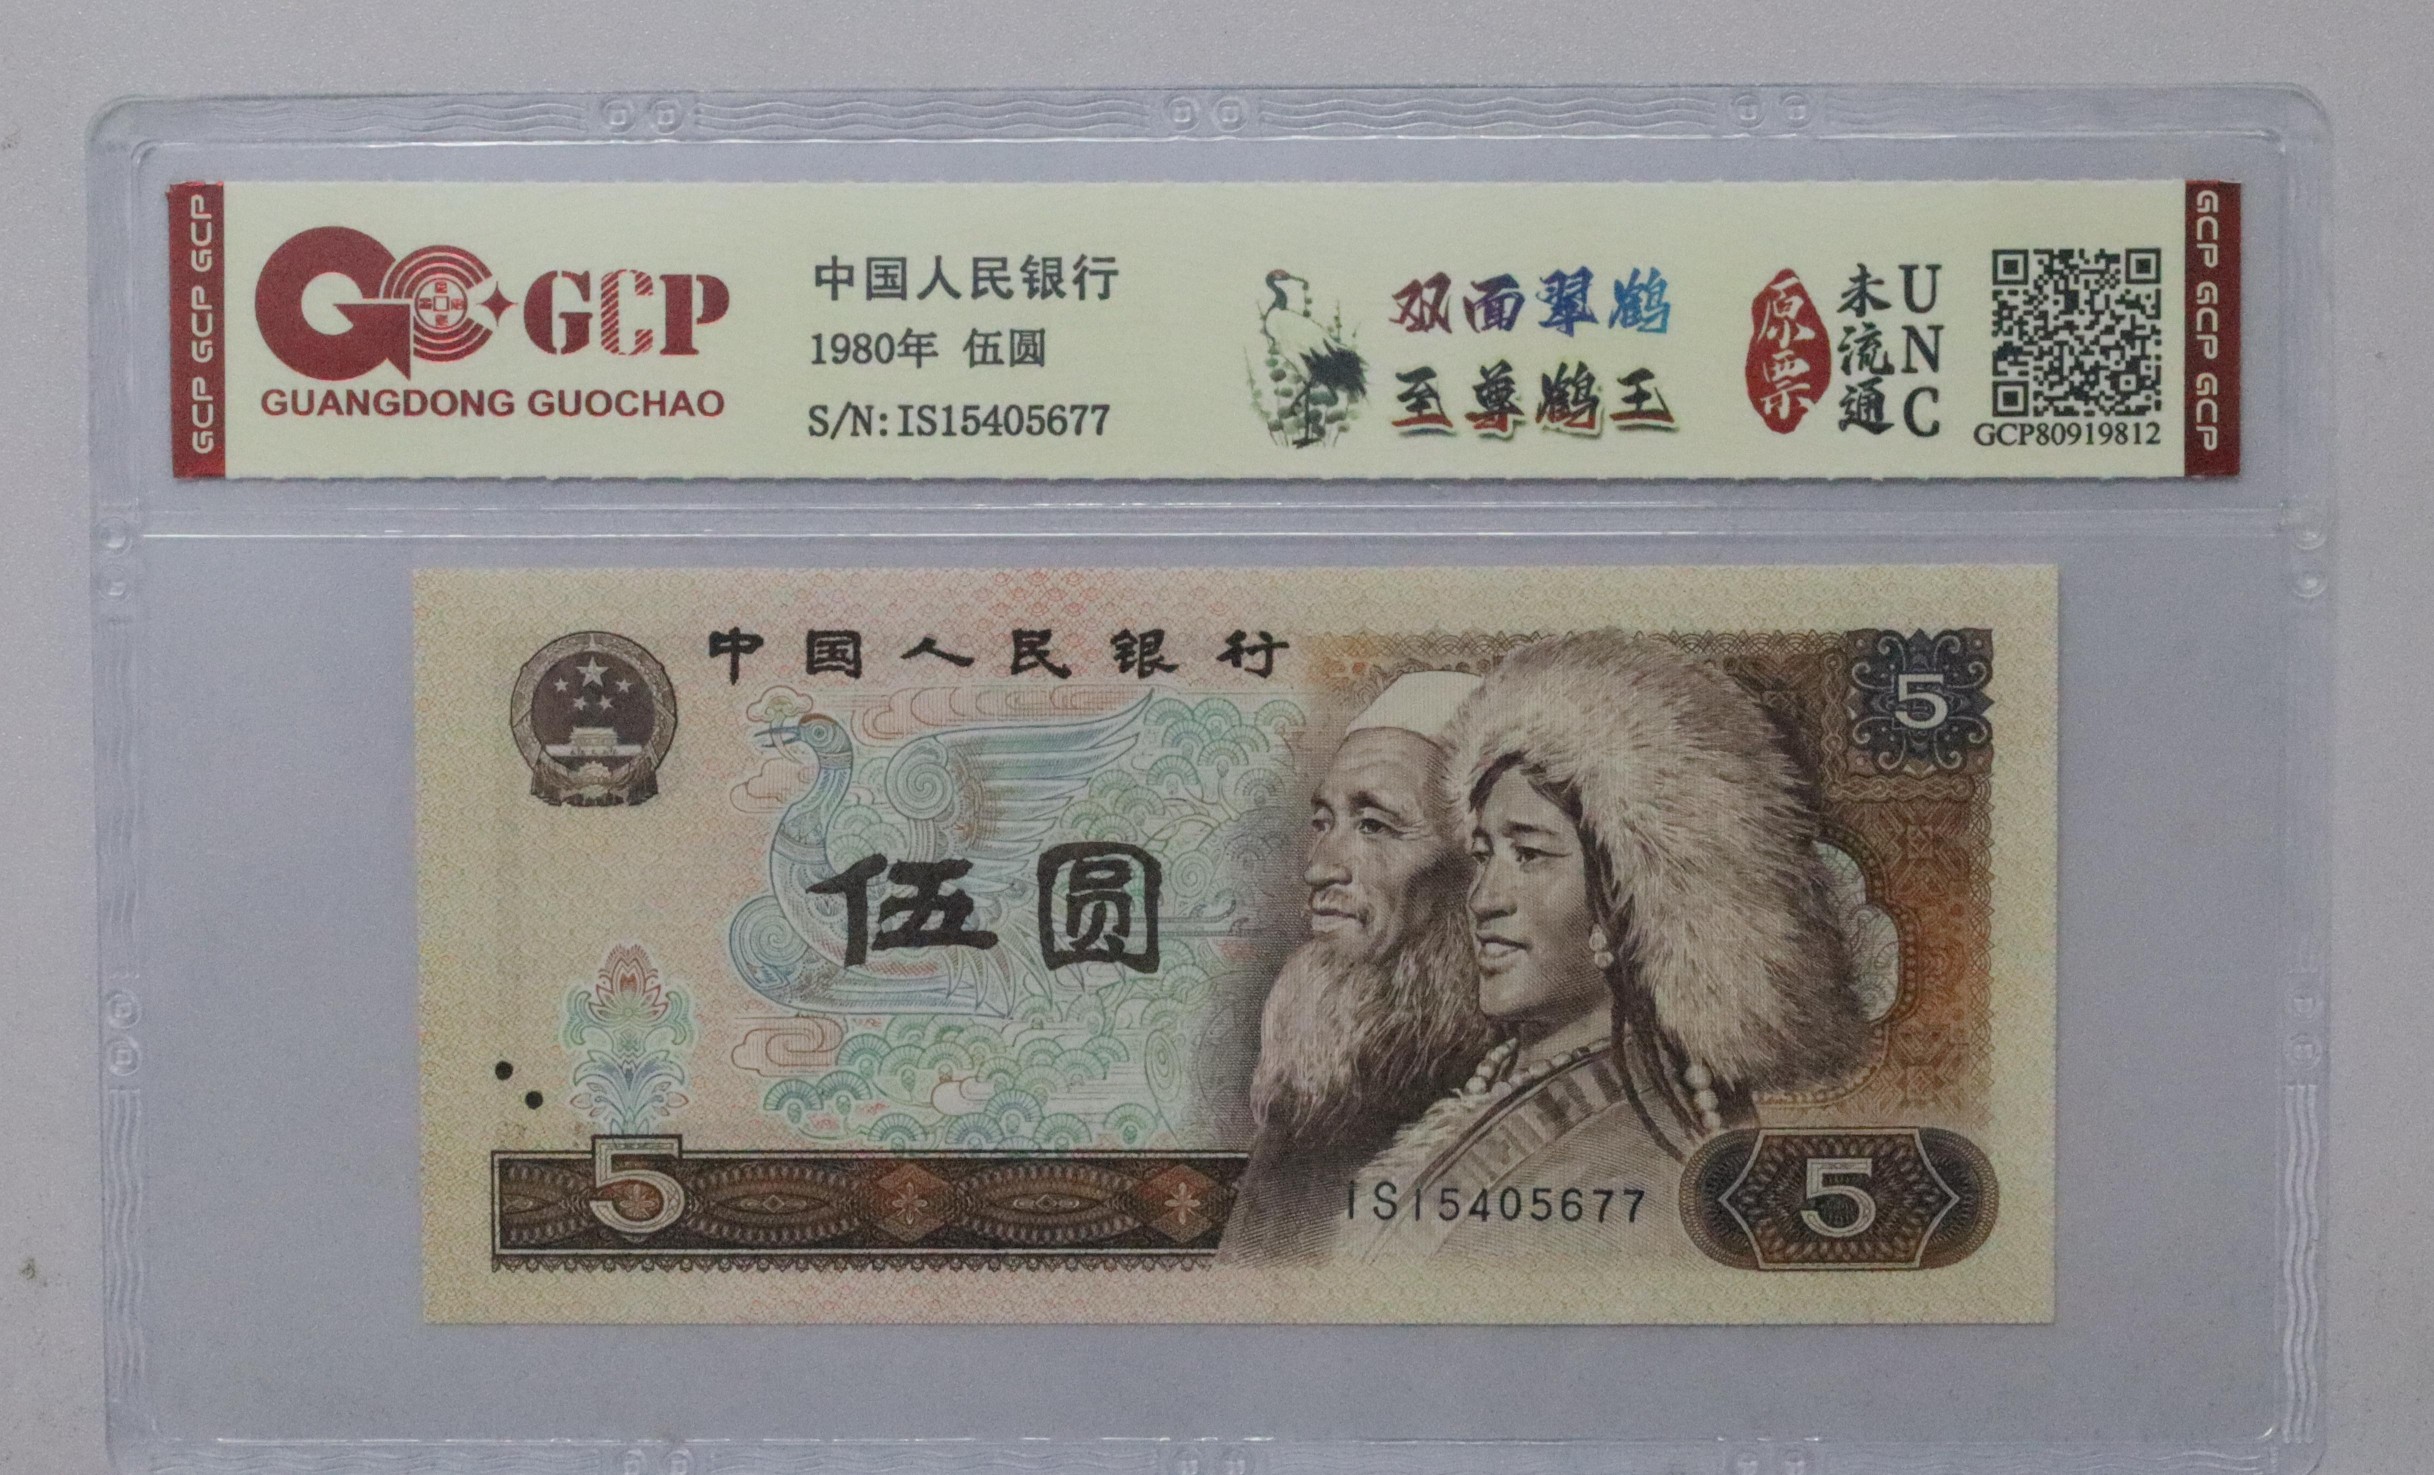 GCP GCP GCP
GCP
GUANGDONG GUOCHAO
中国人民银行
1980年 伍圆
S/N:IS15405677
双面翠鹤
至尊鹤王
原票
未流通
UNC
GCP80919812
GCP GCP GCP
中国人民银行
5
伍圆
5
IS15405677
5